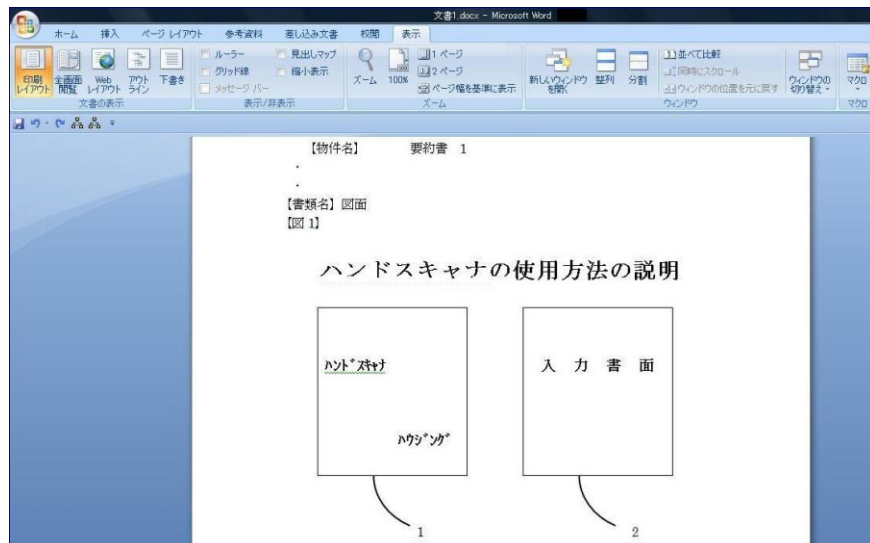 文書1.docx - Microsoft Word
ホーム 挿入 ページ レイアウト 参考資料 差し込み文書 校閲 表示
印刷レイアウト 全画面閲覧 Webレイアウト アウトライン 下書き
文書の表示
ルーラー
グリッド線
メッセージ バー
見出しマップ
縮小表示
表示/非表示
ズーム 100%
1 ページ
2 ページ
ページ幅を基準に表示
ズーム
新しいウィンドウを開く 整列 分割
並べて比較
同時にスクロール
ウィンドウの位置を元に戻す
ウィンドウの切り替え
ウィンドウ
マクロ
マクロ
【物件名】 要約書 1
・
・
【書類名】図面
【図1】
ハンドスキャナの使用方法の説明
ﾊﾝﾄﾞｽｷｬﾅ
ﾊｳｼﾞﾝｸﾞ
入 力 書 面
1
2